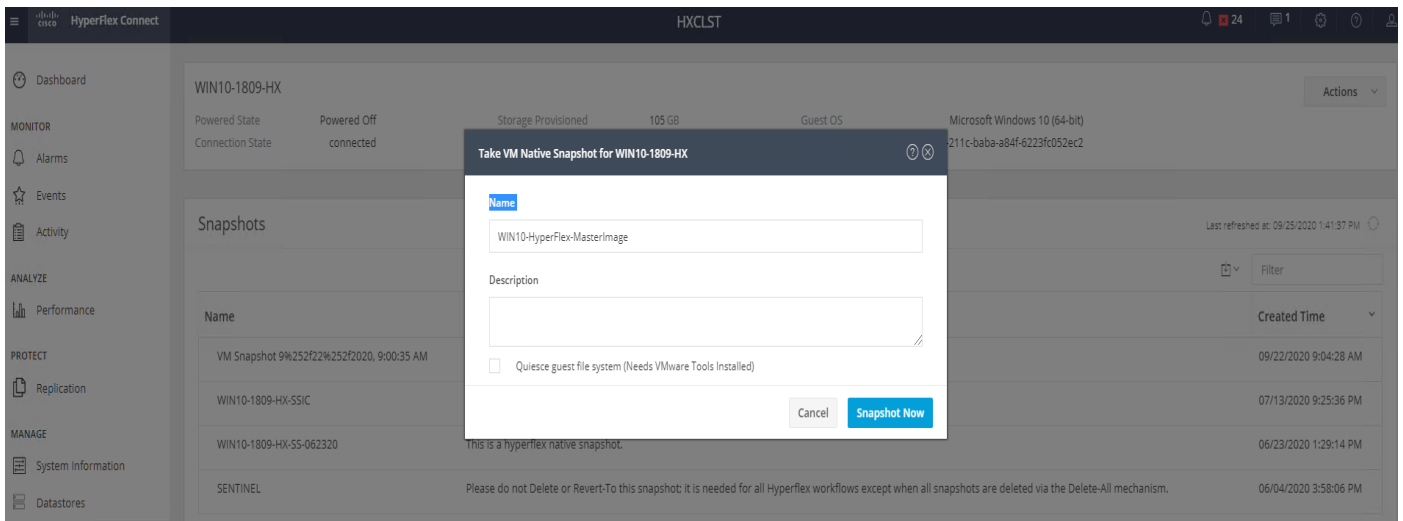 cisco HyperFlex Connect
HXCLST
24
1
Dashboard
MONITOR
Alarms
Events
Activity
ANALYZE
Performance
PROTECT
Replication
MANAGE
System Information
Datastores
WIN10-1809-HX
Actions
Powered State Powered Off Storage Provisioned 105 GB Guest OS Microsoft Windows 10 (64-bit)
Connection State connected -211c-baba-a84f-6223fc052ec2
Take VM Native Snapshot for WIN10-1809-HX
Name
WIN10-HyperFlex-MasterImage
Description
Quiesce guest file system (Needs VMware Tools Installed)
Cancel Snapshot Now
Snapshots
Last refreshed at: 09/25/2020 1:41:37 PM
Filter
Name Created Time
VM Snapshot 9%252f22%252f2020, 9:00:35 AM 09/22/2020 9:04:28 AM
WIN10-1809-HX-SSIC 07/13/2020 9:25:36 PM
WIN10-1809-HX-SS-062320 This is a hyperflex native snapshot. 06/23/2020 1:29:14 PM
SENTINEL Please do not Delete or Revert-To this snapshot; it is needed for all Hyperflex workflows except when all snapshots are deleted via the Delete-All mechanism. 06/04/2020 3:58:06 PM